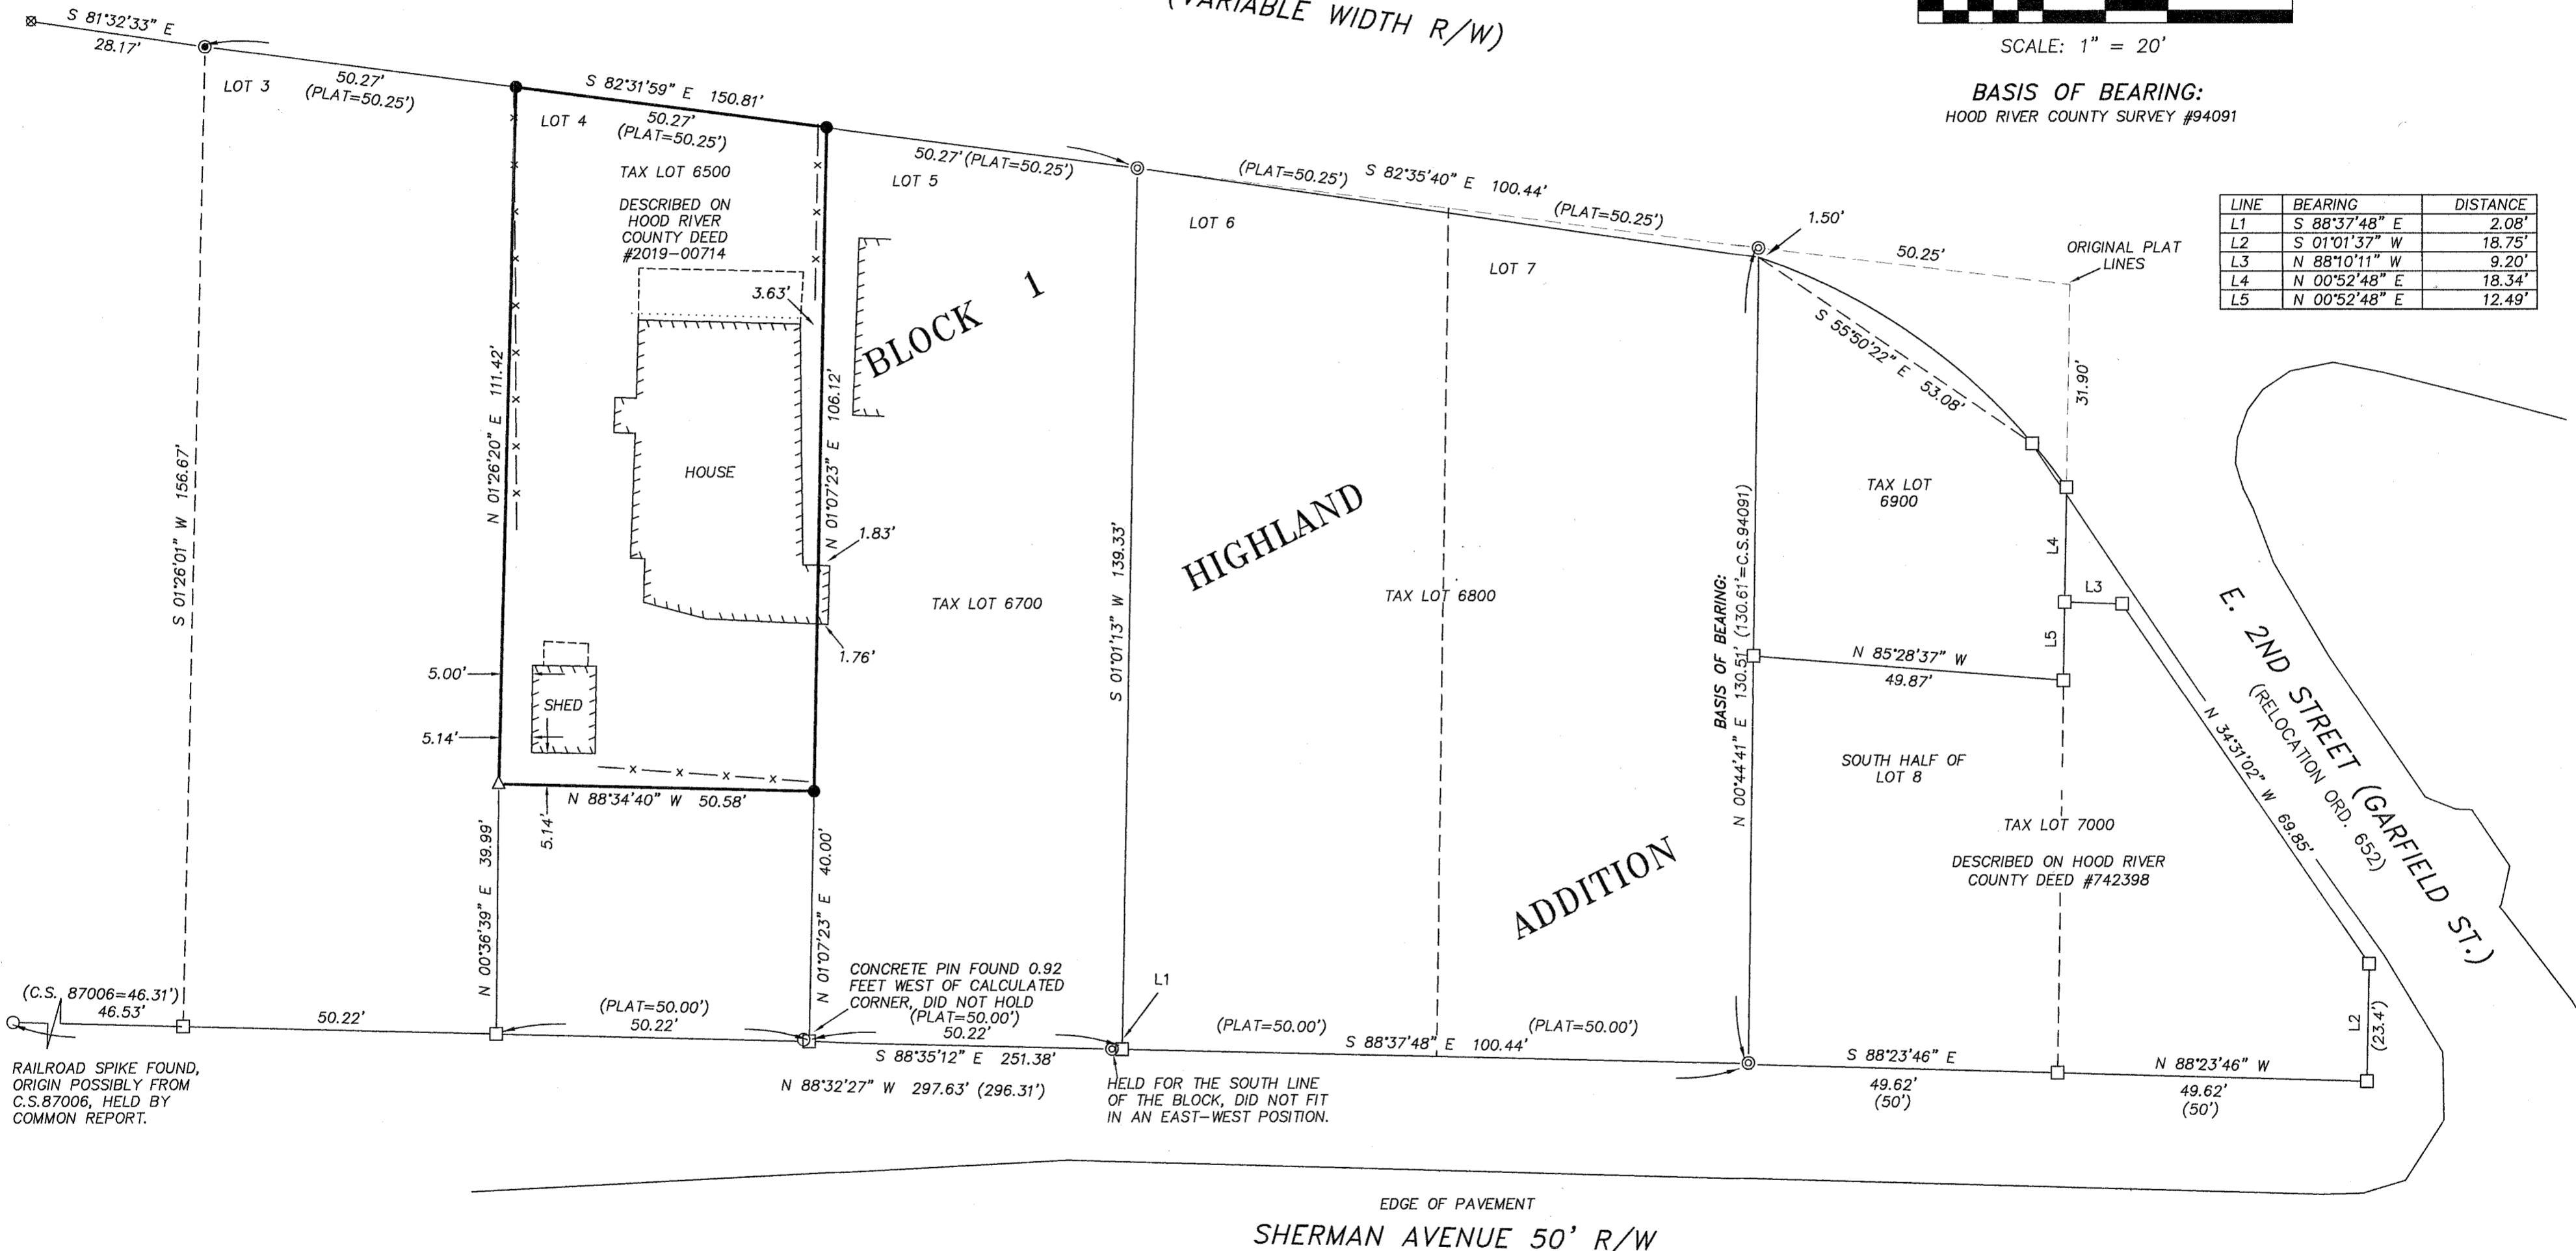 (VARIABLE WIDTH R/W)
SCALE: 1" = 20'
BASIS OF BEARING:
HOOD RIVER COUNTY SURVEY #94091
LINE BEARING DISTANCE
L1 S 88°37'48" E 2.08'
L2 S 01°01'37" W 18.75'
L3 N 88°10'11" W 9.20'
L4 N 00°52'48" E 18.34'
L5 N 00°52'48" E 12.49'
S 81°32'33" E
28.17'
LOT 3
50.27'
(PLAT=50.25')
S 82°31'59" E 150.81'
LOT 4
50.27'
(PLAT=50.25')
TAX LOT 6500
DESCRIBED ON
HOOD RIVER
COUNTY DEED
#2019-00714
50.27' (PLAT=50.25')
LOT 5
(PLAT=50.25')
S 82°35'40" E 100.44'
(PLAT=50.25')
LOT 6
LOT 7
1.50'
50.25'
ORIGINAL PLAT
LINES
31.90'
S 55°50'22" E 53.08'
3.63'
BLOCK 1
HIGHLAND
ADDITION
S 01°26'01" W 156.67'
N 01°26'20" E 111.42'
HOUSE
N 01°07'23" E 106.12'
1.83'
1.76'
TAX LOT 6700
S 01°01'13" W 139.33'
TAX LOT 6800
BASIS OF BEARING:
N 00°44'41" E 130.51' (130.61'=C.S.94091)
TAX LOT
6900
L4
L3
L5
N 85°28'37" W
49.87'
SOUTH HALF OF
LOT 8
TAX LOT 7000
DESCRIBED ON HOOD RIVER
COUNTY DEED #742398
E. 2ND STREET (GARFIELD ST.)
(RELOCATION ORD. 652)
N 34°31'02" W 69.85'
5.00'
SHED
5.14'
N 88°34'40" W 50.58'
5.14'
N 00°36'39" E 39.99'
N 01°07'23" E 40.00'
CONCRETE PIN FOUND 0.92
FEET WEST OF CALCULATED
CORNER, DID NOT HOLD
(C.S. 87006=46.31')
46.53'
50.22'
(PLAT=50.00')
50.22'
(PLAT=50.00')
50.22'
L1
S 88°35'12" E 251.38'
N 88°32'27" W 297.63' (296.31')
(PLAT=50.00')
S 88°37'48" E 100.44'
(PLAT=50.00')
S 88°23'46" E
49.62'
(50')
N 88°23'46" W
49.62'
(50')
L2
(23.4')
RAILROAD SPIKE FOUND,
ORIGIN POSSIBLY FROM
C.S.87006, HELD BY
COMMON REPORT.
HELD FOR THE SOUTH LINE
OF THE BLOCK, DID NOT FIT
IN AN EAST-WEST POSITION.
EDGE OF PAVEMENT
SHERMAN AVENUE 50' R/W